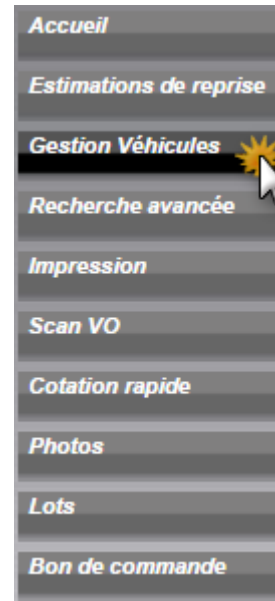 Accueil
Estimations de reprise
Gestion Véhicules
Recherche avancée
Impression
Scan VO
Cotation rapide
Photos
Lots
Bon de commande